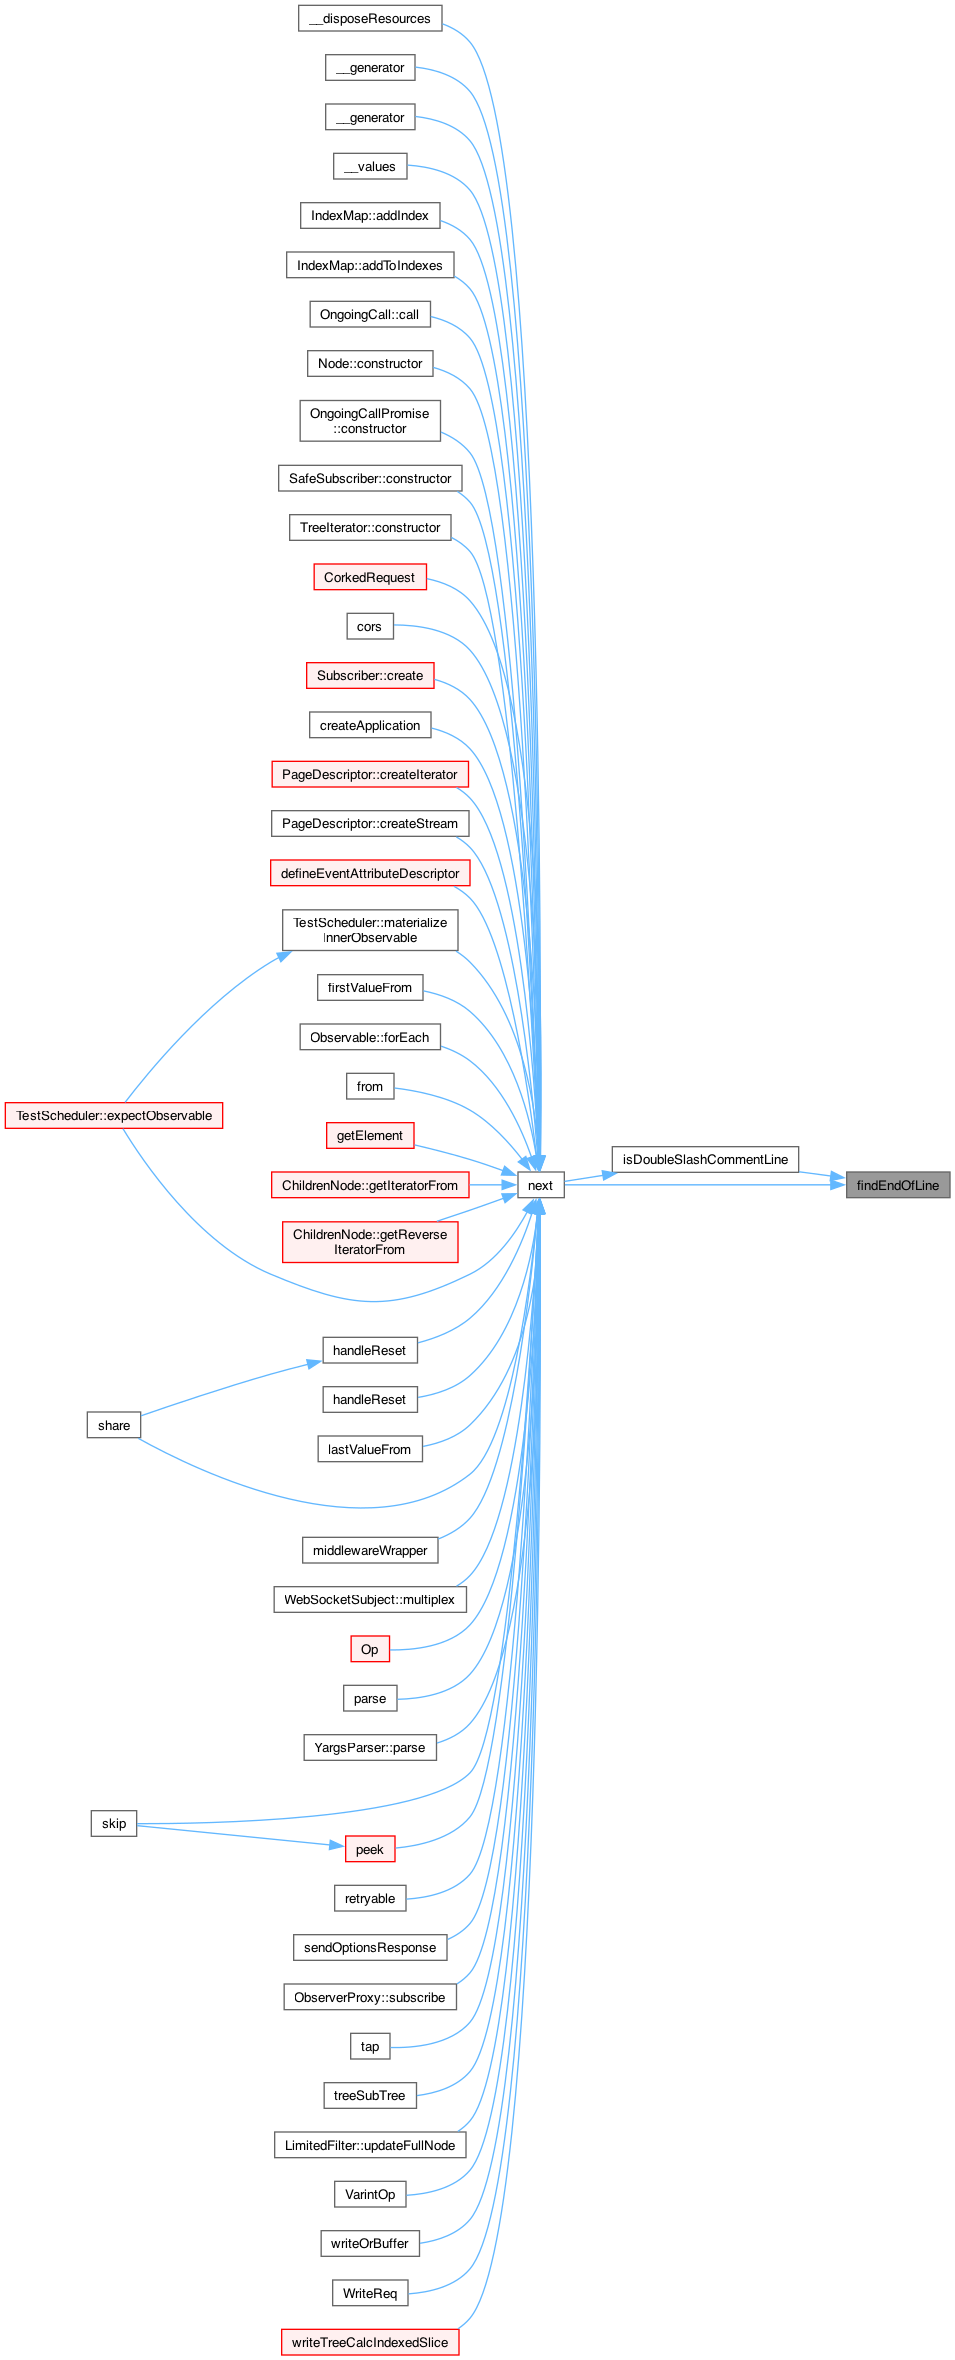 __disposeResources
__generator
__generator
__values
IndexMap::addIndex
IndexMap::addToIndexes
OngoingCall::call
Node::constructor
OngoingCallPromise
::constructor
SafeSubscriber::constructor
TreeIterator::constructor
CorkedRequest
cors
Subscriber::create
createApplication
PageDescriptor::createIterator
PageDescriptor::createStream
defineEventAttributeDescriptor
TestScheduler::materialize
InnerObservable
firstValueFrom
Observable::forEach
from
TestScheduler::expectObservable
getElement
isDoubleSlashCommentLine
ChildrenNode::getIteratorFrom
next
findEndOfLine
ChildrenNode::getReverse
IteratorFrom
handleReset
handleReset
share
lastValueFrom
middlewareWrapper
WebSocketSubject::multiplex
Op
parse
YargsParser::parse
skip
peek
retryable
sendOptionsResponse
ObserverProxy::subscribe
tap
treeSubTree
LimitedFilter::updateFullNode
VarintOp
writeOrBuffer
WriteReq
writeTreeCalcIndexedSlice